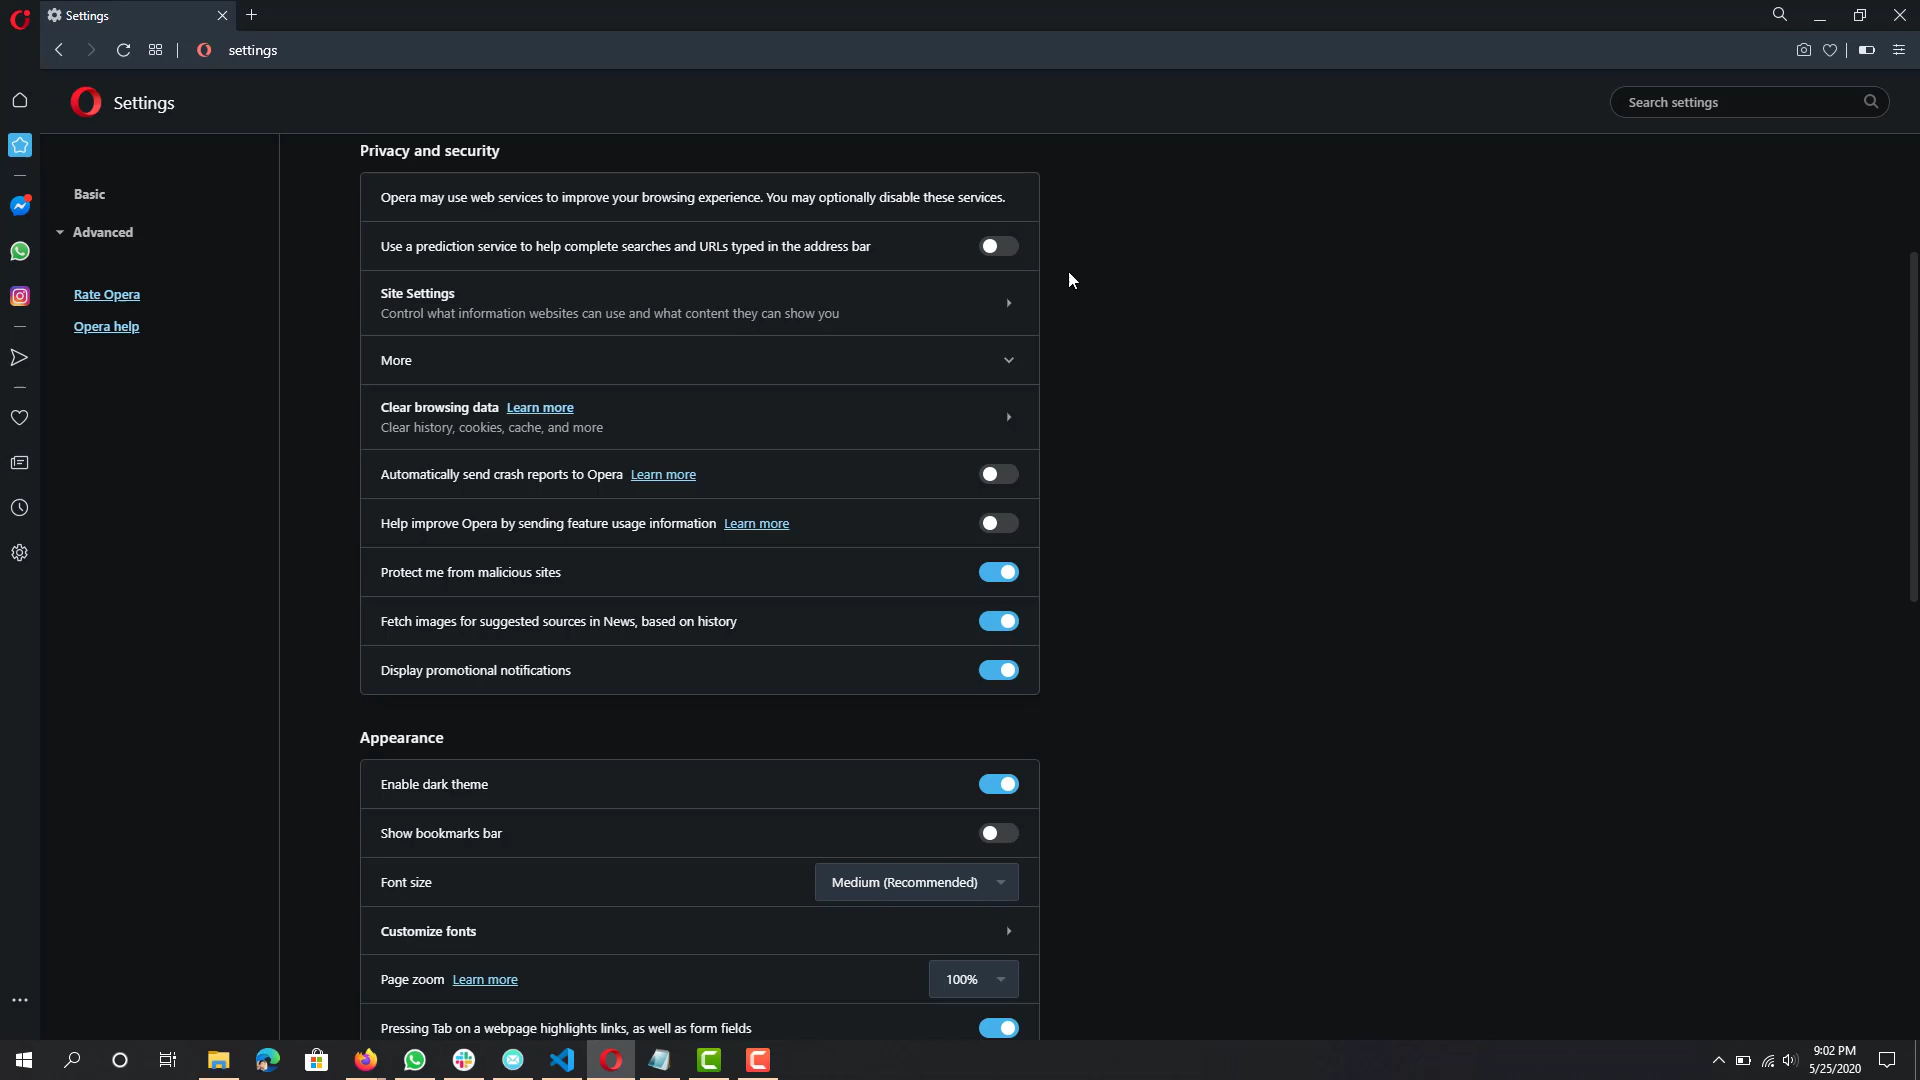 Settings
settings
Settings
Search settings
Basic
Advanced
Rate Opera
Opera help
Privacy and security
Opera may use web services to improve your browsing experience. You may optionally disable these services.
Use a prediction service to help complete searches and URLs typed in the address bar
Site Settings
Control what information websites can use and what content they can show you
More
Clear browsing data Learn more
Clear history, cookies, cache, and more
Automatically send crash reports to Opera Learn more
Help improve Opera by sending feature usage information Learn more
Protect me from malicious sites
Fetch images for suggested sources in News, based on history
Display promotional notifications
Appearance
Enable dark theme
Show bookmarks bar
Font size Medium (Recommended)
Customize fonts
Page zoom Learn more 100%
Pressing Tab on a webpage highlights links, as well as form fields
9:02 PM
5/25/2020